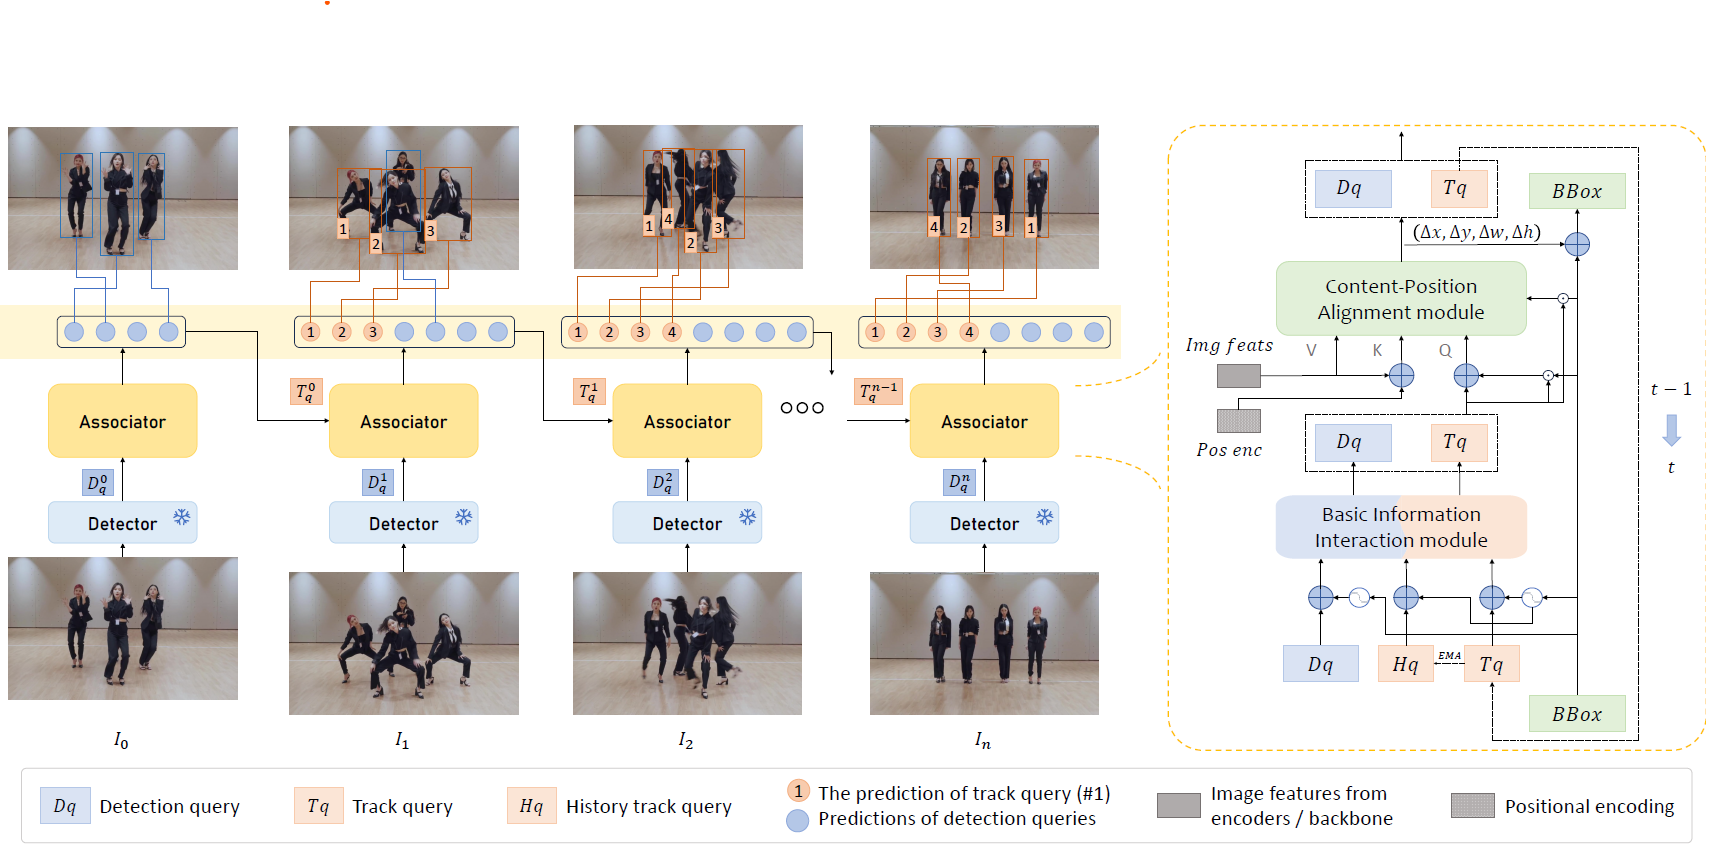 1
2
3
1
4
2
3
4
2
3
1
1
2
3
1
2
3
4
1
2
3
4
Associator
T_q^0
Associator
T_q^1
Associator
T_q^{n-1}
Associator
D_q^0
D_q^1
D_q^2
D_q^n
Detector
Detector
Detector
Detector
I_0
I_1
I_2
I_n
Dq
Tq
BBox
(Δx, Δy, Δw, Δh)
Content-Position
Alignment module
Img feats
V
K
Q
Pos enc
Dq
Tq
t − 1
t
Basic Information
Interaction module
Dq
Hq
EMA
Tq
BBox
Dq
Detection query
Tq
Track query
Hq
History track query
1
The prediction of track query (#1)
Predictions of detection queries
Image features from
encoders / backbone
Positional encoding